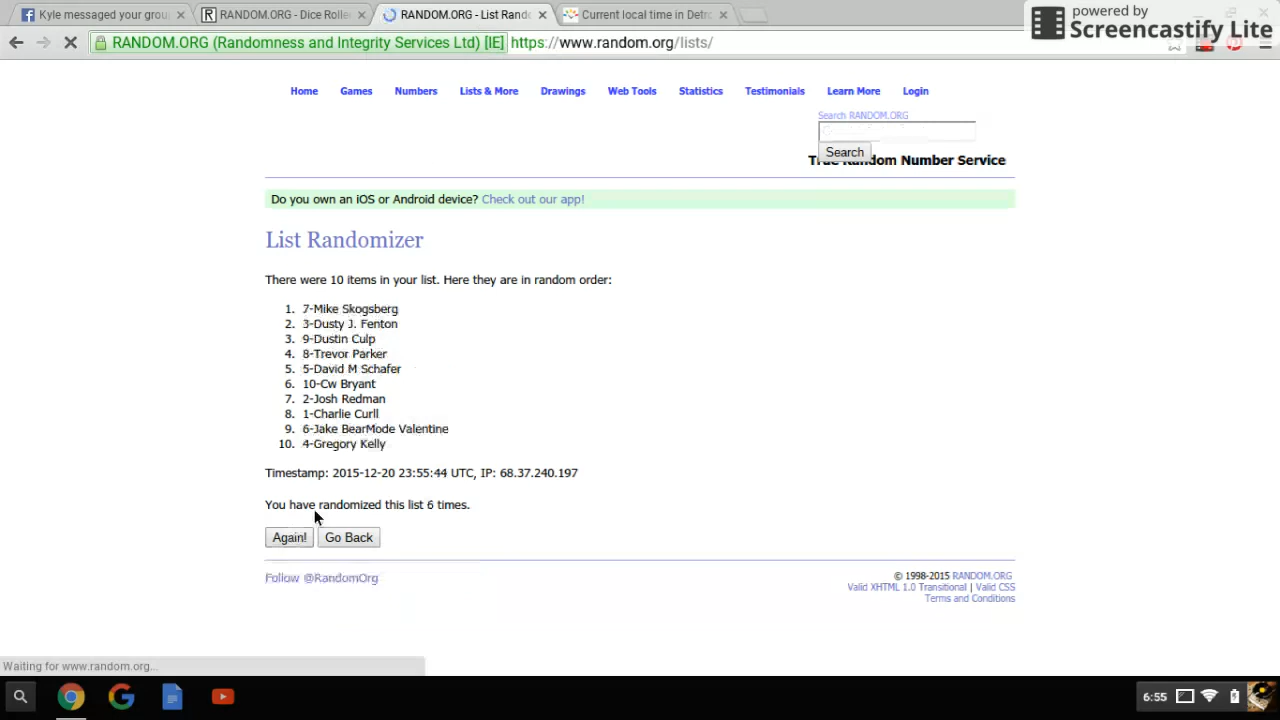 Kyle messaged your grou
RANDOM.ORG - Dice Rolle
RANDOM.ORG - List Rando
Current local time in Detro
powered by
Screencastify Lite
RANDOM.ORG (Randomness and Integrity Services Ltd) [IE] https://www.random.org/lists/
Home Games Numbers Lists & More Drawings Web Tools Statistics Testimonials Learn More Login
Search RANDOM.ORG
Search
True Random Number Service
Do you own an iOS or Android device? Check out our app!
List Randomizer
There were 10 items in your list. Here they are in random order:
1. 7-Mike Skogsberg
2. 3-Dusty J. Fenton
3. 9-Dustin Culp
4. 8-Trevor Parker
5. 5-David M Schafer
6. 10-Cw Bryant
7. 2-Josh Redman
8. 1-Charlie Curll
9. 6-Jake BearMode Valentine
10. 4-Gregory Kelly
Timestamp: 2015-12-20 23:55:44 UTC, IP: 68.37.240.197
You have randomized this list 6 times.
Again! Go Back
Follow @RandomOrg
© 1998-2015 RANDOM.ORG
Valid XHTML 1.0 Transitional | Valid CSS
Terms and Conditions
Waiting for www.random.org...
6:55